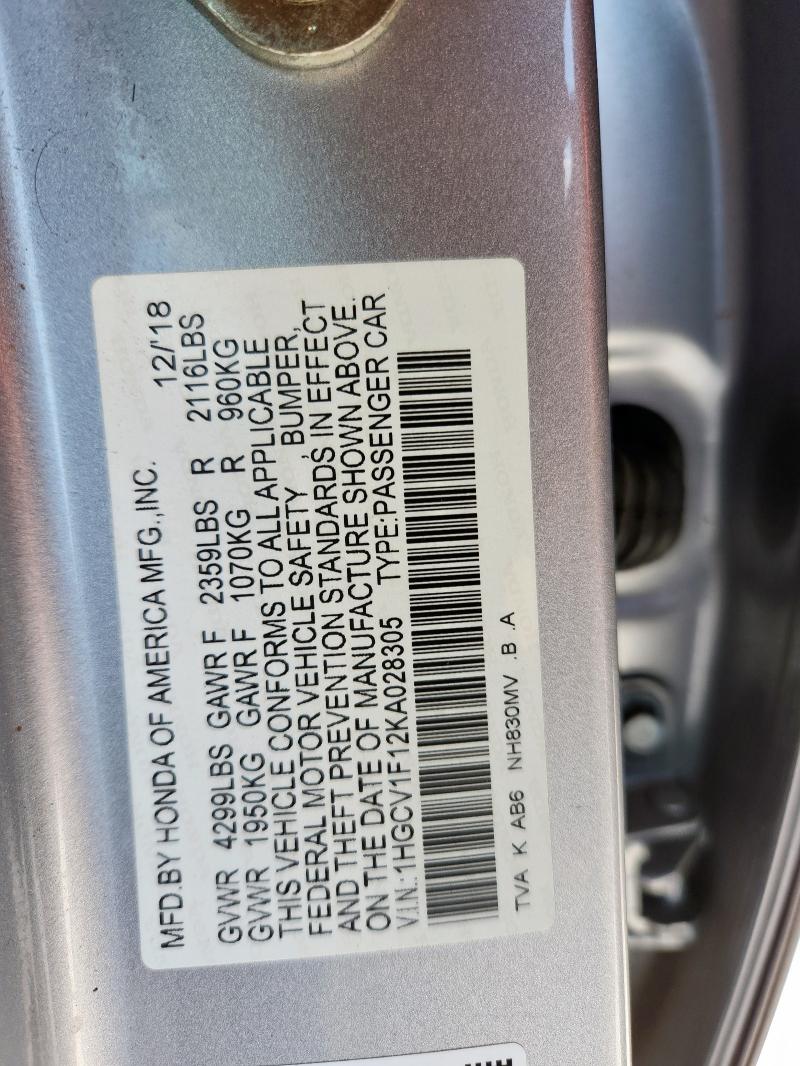 MFD.BY HONDA OF AMERICA MFG.,INC. 12/'18
GVWR 4299LBS GAWR F 2359LBS R 2116LBS
GVWR 1950KG GAWR F 1070KG R 960KG
THIS VEHICLE CONFORMS TO ALL APPLICABLE
FEDERAL MOTOR VEHICLE SAFETY, BUMPER,
AND THEFT PREVENTION STANDARDS IN EFFECT
ON THE DATE OF MANUFACTURE SHOWN ABOVE.
V.I.N.:1HGCV1F12KA028305 TYPE:PASSENGER CAR
TVA K AB6 NH830MV .B .A